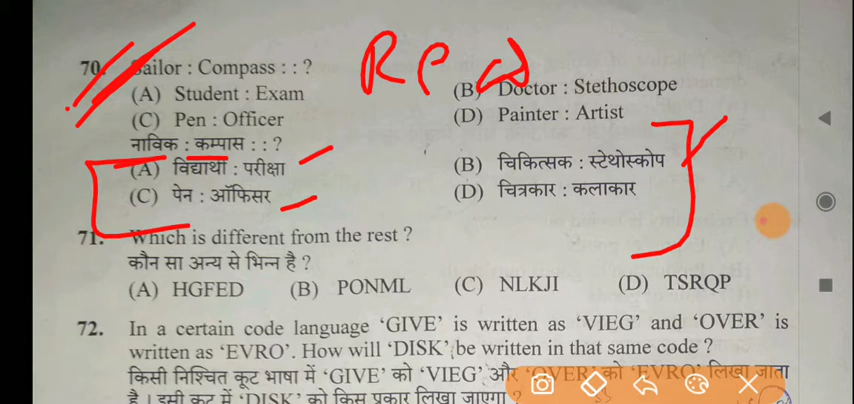 R P
70. Sailor : Compass : : ?
(A) Student : Exam (B) Doctor : Stethoscope
(C) Pen : Officer (D) Painter : Artist
नाविक : कम्पास : : ?
(A) विद्यार्थी : परीक्षा (B) चिकित्सक : स्टेथोस्कोप
(C) पेन : ऑफिसर (D) चित्रकार : कलाकार
71. Which is different from the rest ?
कौन सा अन्य से भिन्न है ?
(A) HGFED (B) PONML (C) NLKJI (D) TSRQP
72. In a certain code language ‘GIVE’ is written as ‘VIEG’ and ‘OVER’ is
written as ‘EVRO’. How will ‘DISK’ be written in that same code ?
किसी निश्चित कूट भाषा में ‘GIVE’ को ‘VIEG’ और ‘OVER’ को ‘EVRO’ लिखा जाता
है । इसी कूट में ‘DISK’ को किस प्रकार लिखा जाएगा ?